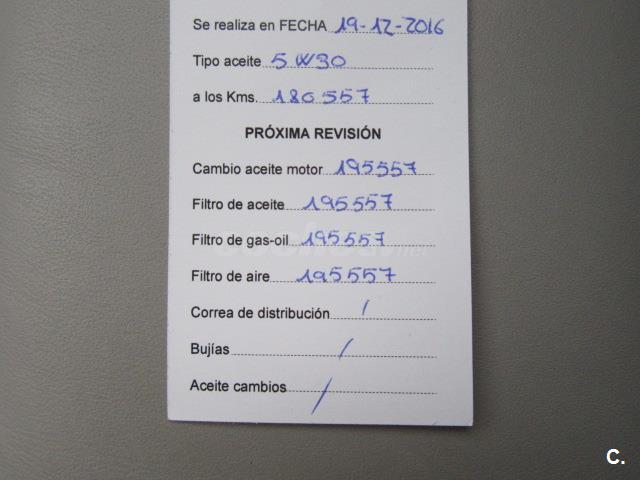 Se realiza en FECHA 19-12-2016
Tipo aceite 5W30
a los Kms. 180557
PRÓXIMA REVISIÓN
Cambio aceite motor 195557
Filtro de aceite 195557
Filtro de gas-oil 195557
Filtro de aire 195557
Correa de distribución /
Bujías /
Aceite cambios /
C.